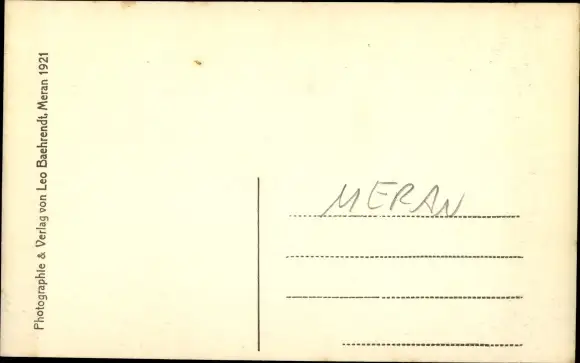 Photographie & Verlag von Leo Baehrendt, Meran 1921
MERAN